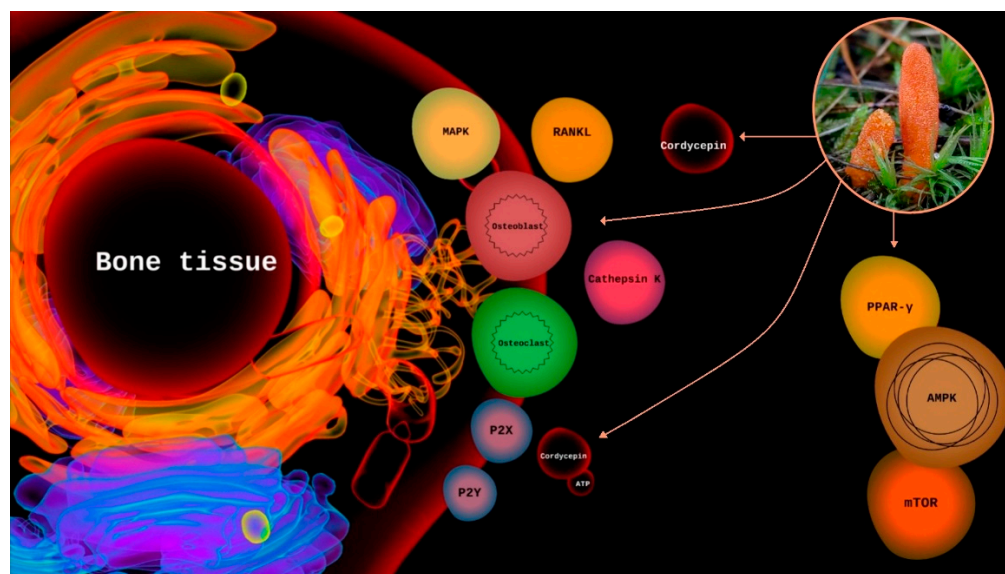 MAPK
RANKL
Cordycepin
Osteoblast
Bone tissue
Cathepsin K
PPAR-γ
Osteoclast
AMPK
P2X
Cordycepin
ATP
P2Y
mTOR